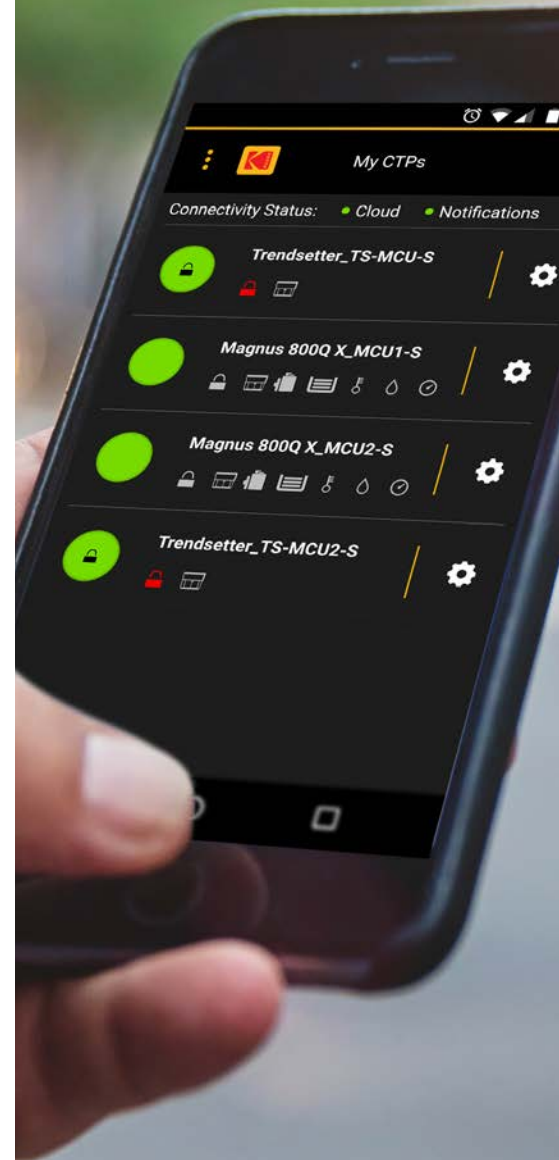 My CTPs
Connectivity Status: • Cloud • Notifications
Trendsetter_TS-MCU-S
Magnus 800Q X_MCU1-S
Magnus 800Q X_MCU2-S
Trendsetter_TS-MCU2-S